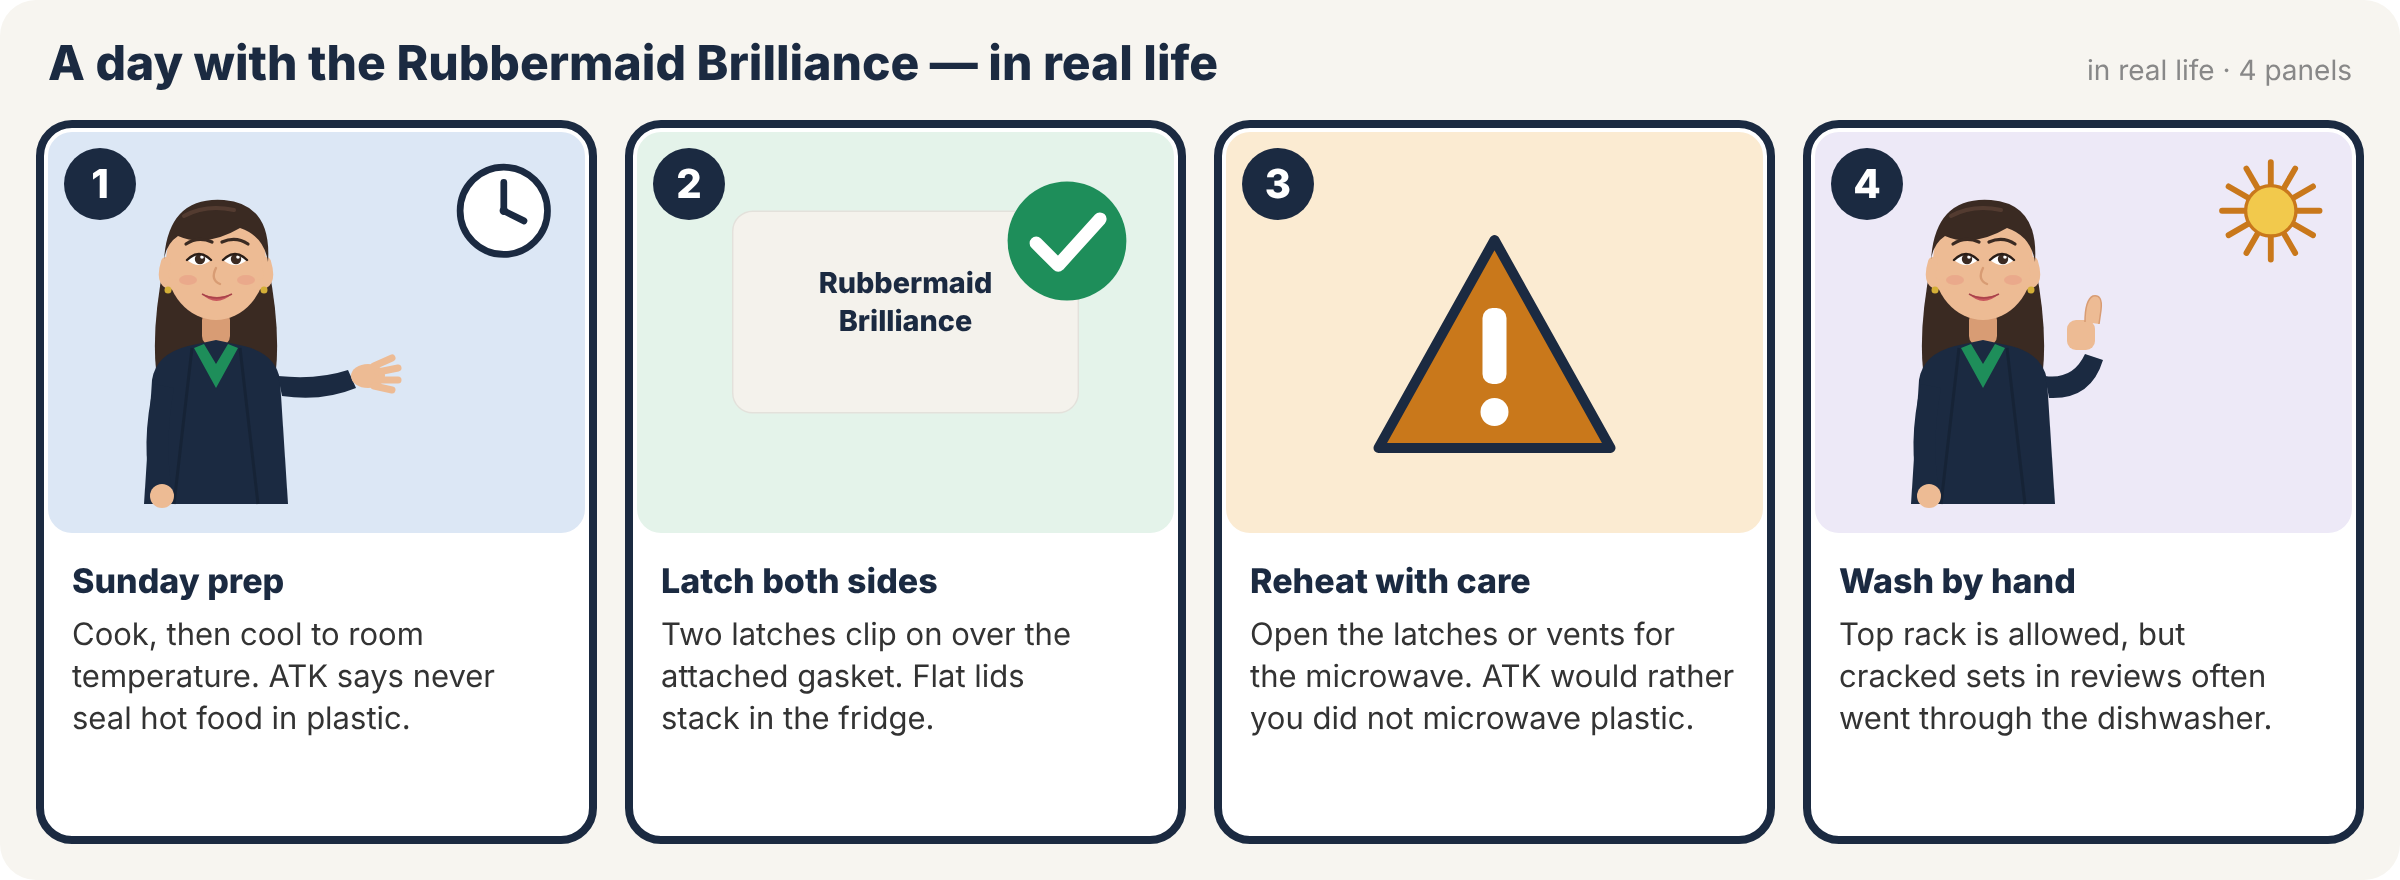 A day with the Rubbermaid Brilliance — in real life
in real life · 4 panels
1
Sunday prep
Cook, then cool to room
temperature. ATK says never
seal hot food in plastic.
2
Rubbermaid
Brilliance
Latch both sides
Two latches clip on over the
attached gasket. Flat lids
stack in the fridge.
3
Reheat with care
Open the latches or vents for
the microwave. ATK would rather
you did not microwave plastic.
4
Wash by hand
Top rack is allowed, but
cracked sets in reviews often
went through the dishwasher.